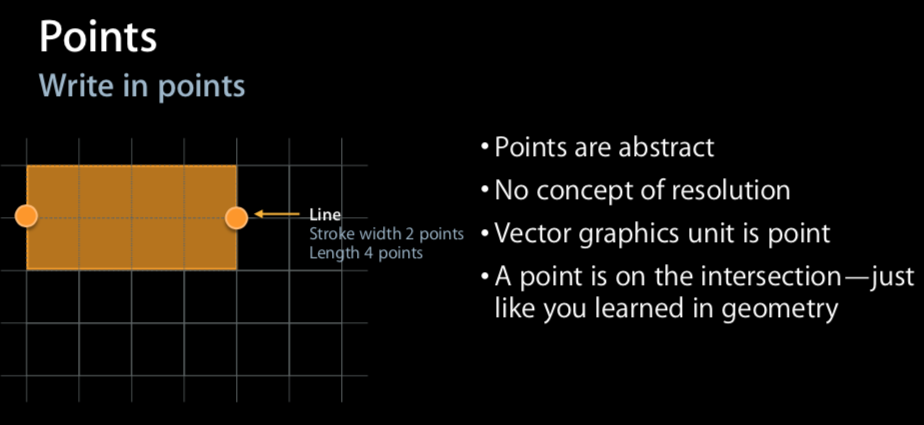 Points
Write in points
Line
Stroke width 2 points
Length 4 points
• Points are abstract
• No concept of resolution
• Vector graphics unit is point
• A point is on the intersection—just
like you learned in geometry